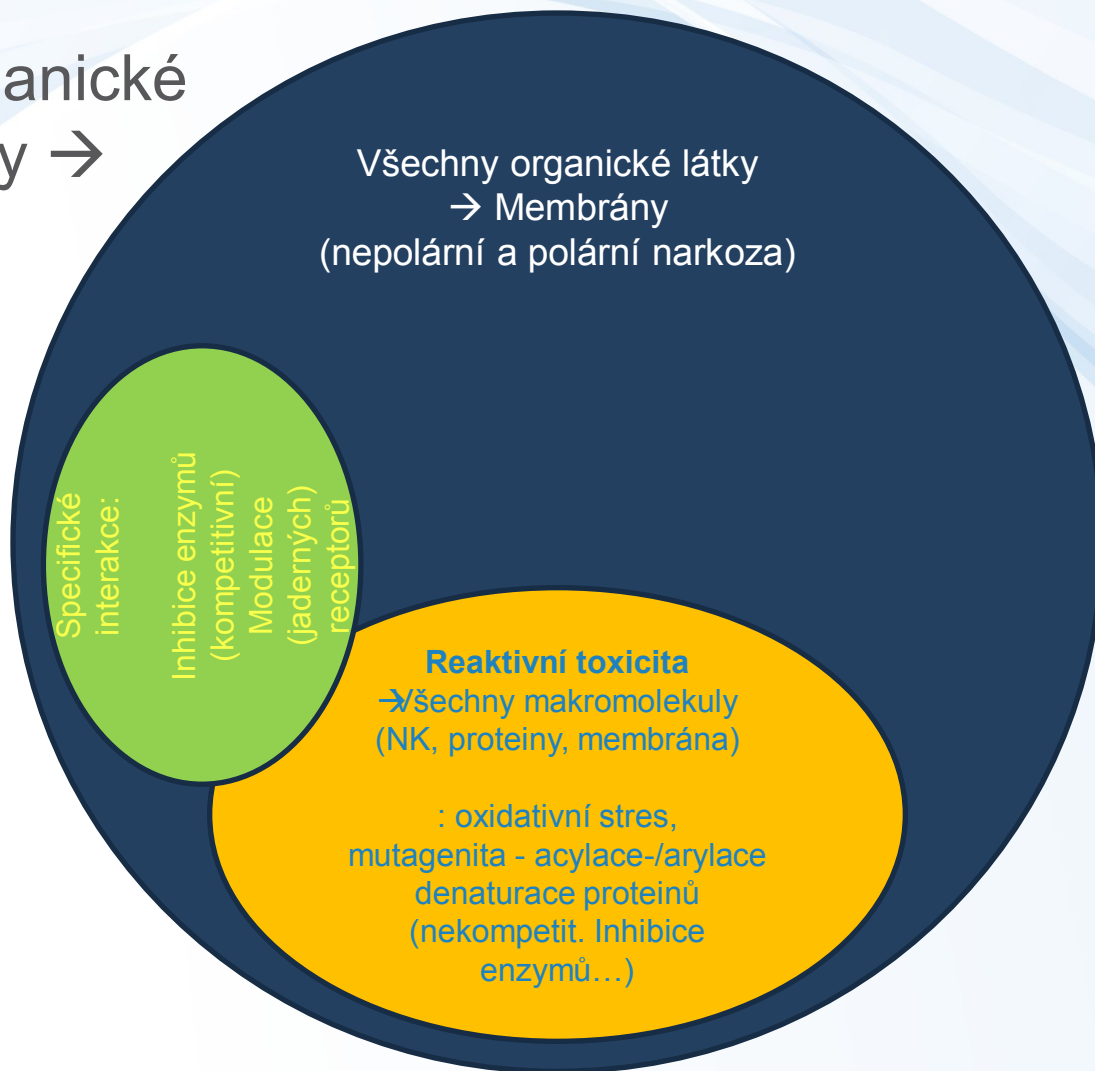 anické
y →
Všechny organické látky
→ Membrány
(nepolární a polární narkoza)
Specifické
interakce:
Inhibice enzymů
(kompetitivní)
Modulace
(jaderných)
receptorů
Reaktivní toxicita
→Všechny makromolekuly
(NK, proteiny, membrána)
: oxidativní stres,
mutagenita - acylace-/arylace
denaturace proteinů
(nekompetit. Inhibice
enzymů…)